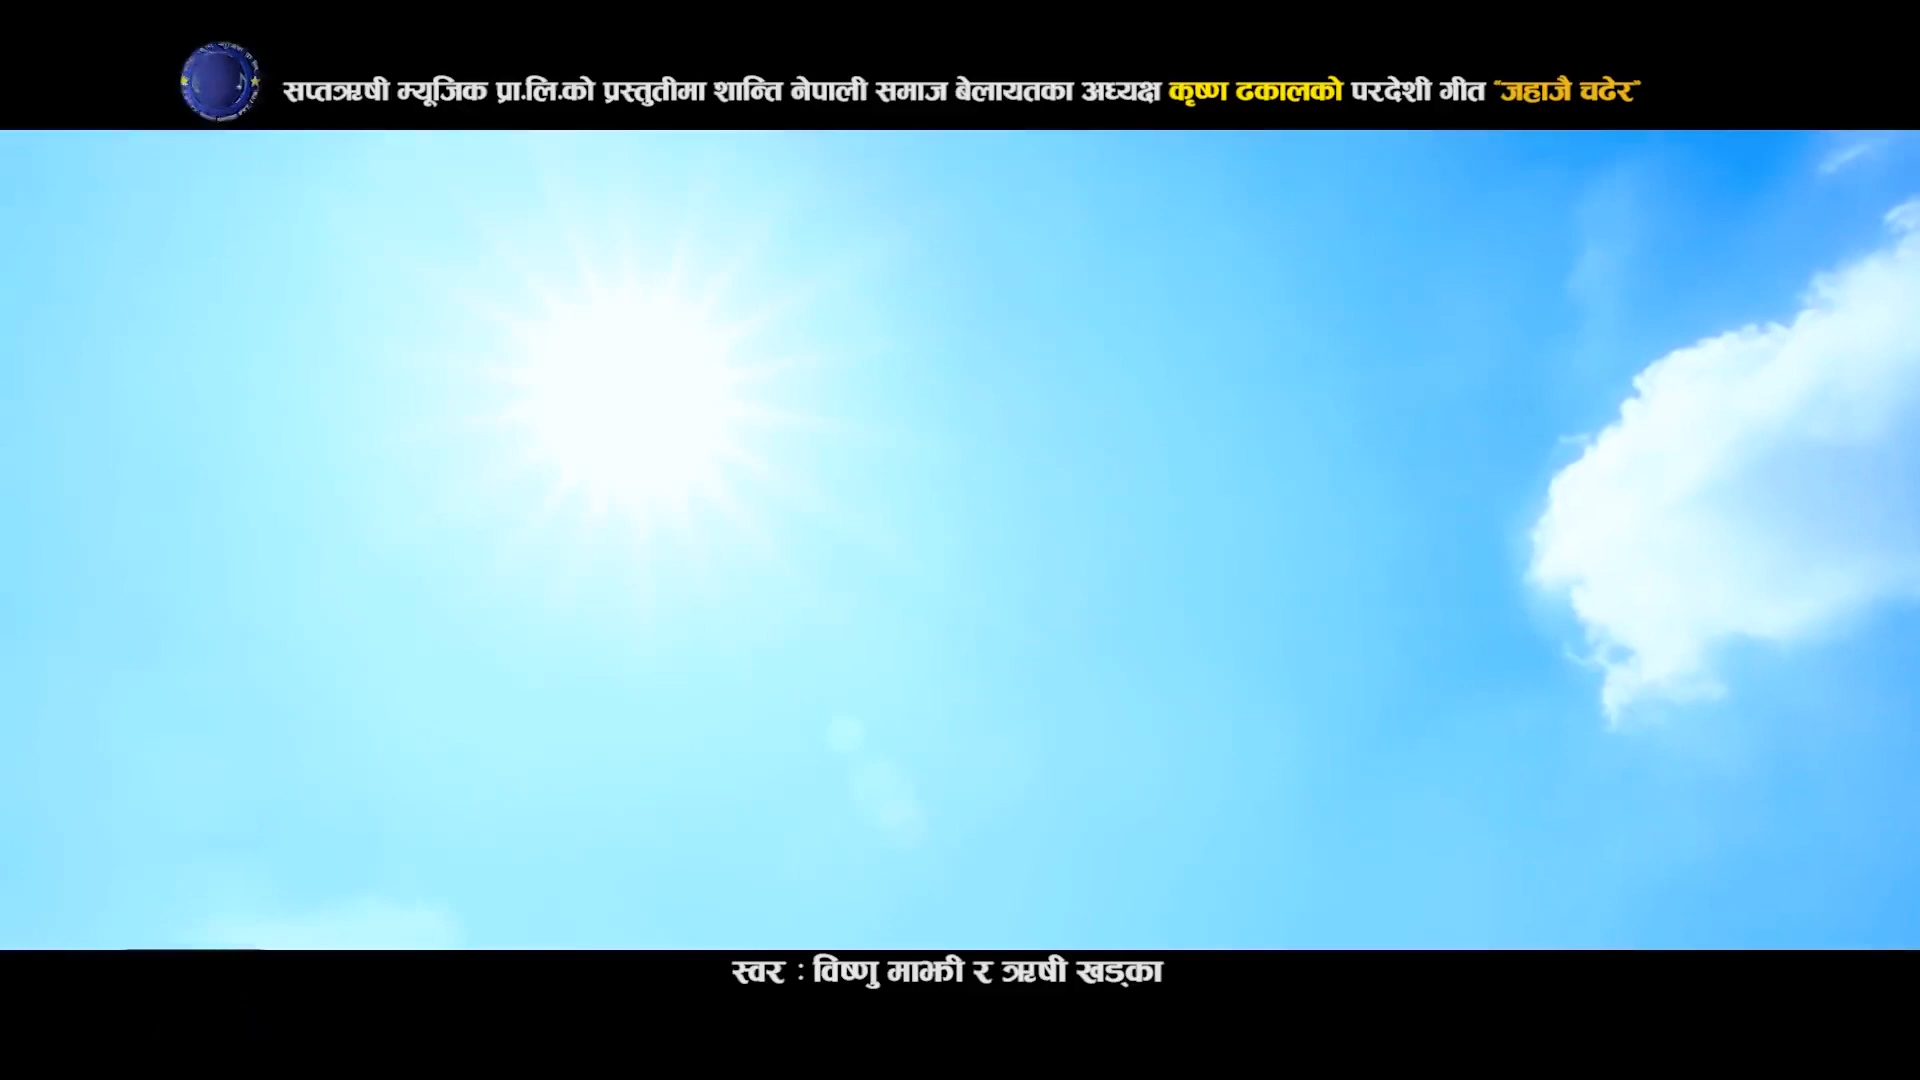 सप्तऋषी म्यूजिक प्रा.लि.को प्रस्तुतीमा शान्ति नेपाली समाज बेलायतका अध्यक्ष कृष्ण ढकालको परदेशी गीत "जहाजै चढेर"
स्वर : विष्णु माझी र ऋषी खड्का